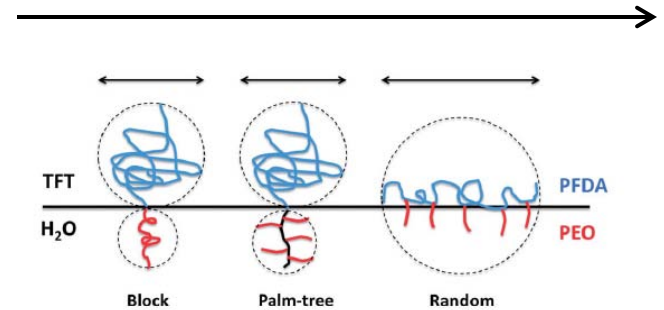 TFT
PFDA
H₂O
PEO
Block
Palm-tree
Random